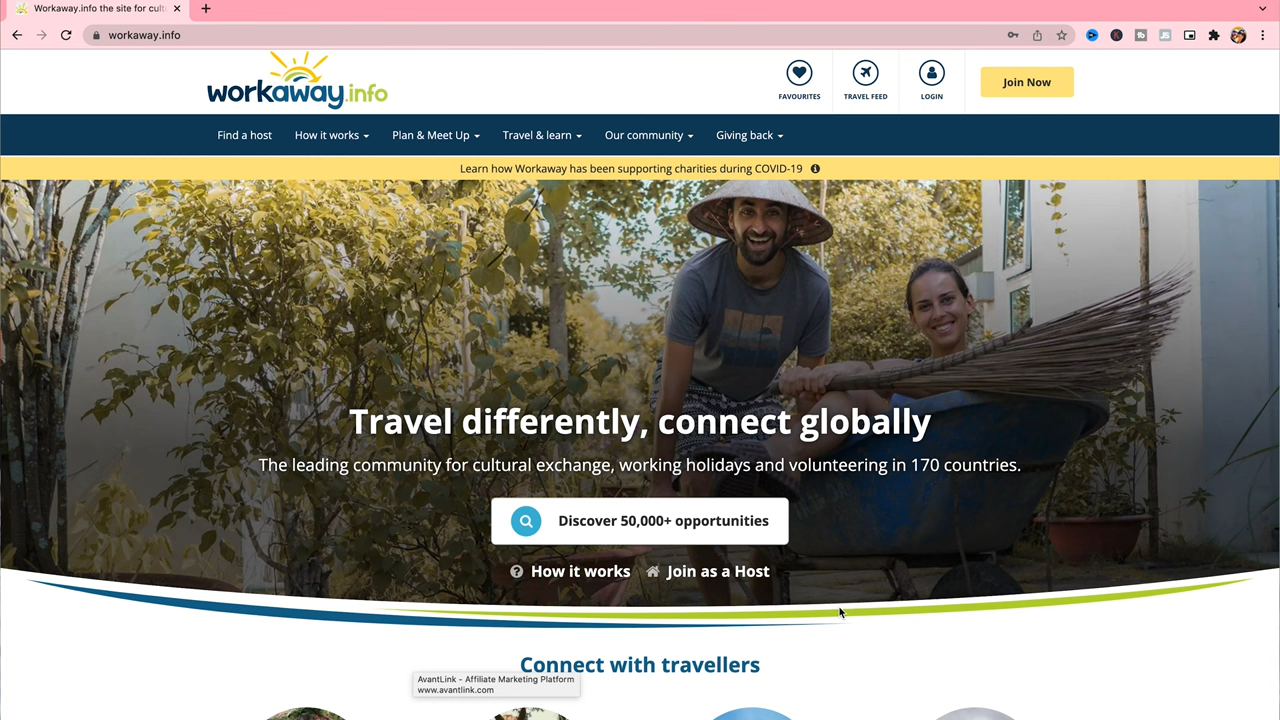 Workaway.info the site for cult
workaway.info
workaway.info
FAVOURITES
TRAVEL FEED
LOGIN
Join Now
Find a host
How it works
Plan & Meet Up
Travel & learn
Our community
Giving back
Learn how Workaway has been supporting charities during COVID-19
Travel differently, connect globally
The leading community for cultural exchange, working holidays and volunteering in 170 countries.
Discover 50,000+ opportunities
How it works
Join as a Host
Connect with travellers
AvantLink - Affiliate Marketing Platform
www.avantlink.com